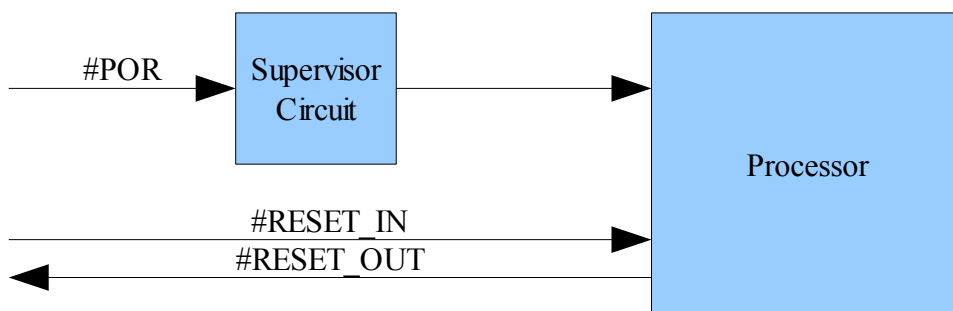 #POR
Supervisor
Circuit
Processor
#RESET_IN
#RESET_OUT